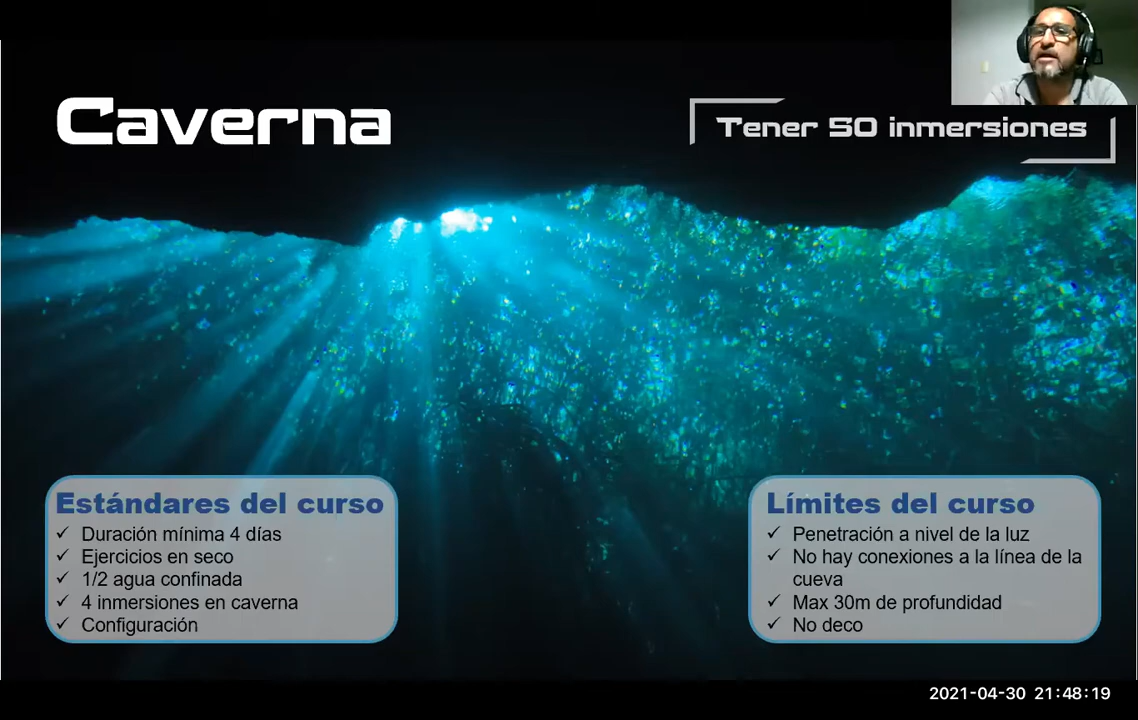 Caverna
Tener 50 inmersiones
Estándares del curso
✓ Duración mínima 4 días
✓ Ejercicios en seco
✓ 1/2 agua confinada
✓ 4 inmersiones en caverna
✓ Configuración
Límites del curso
✓ Penetración a nivel de la luz
✓ No hay conexiones a la línea de la
cueva
✓ Max 30m de profundidad
✓ No deco
2021-04-30 21:48:19